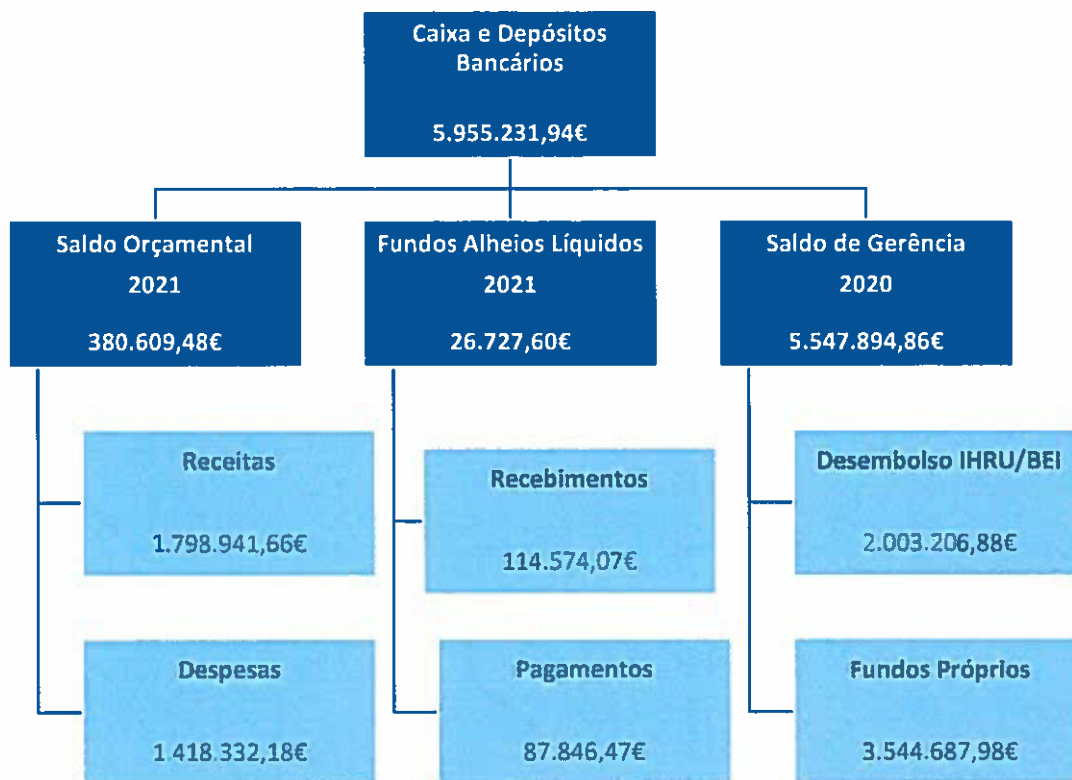 Caixa e Depósitos
Bancários
5.955.231,94€
Saldo Orçamental
2021
380.609,48€
Fundos Alheios Líquidos
2021
26.727,60€
Saldo de Gerência
2020
5.547.894,86€
Receitas
1.798.941,66€
Recebimentos
114.574,07€
Desembolso IHRU/BEI
2.003.206,88€
Despesas
1.418.332,18€
Pagamentos
87.846,47€
Fundos Próprios
3.544.687,98€